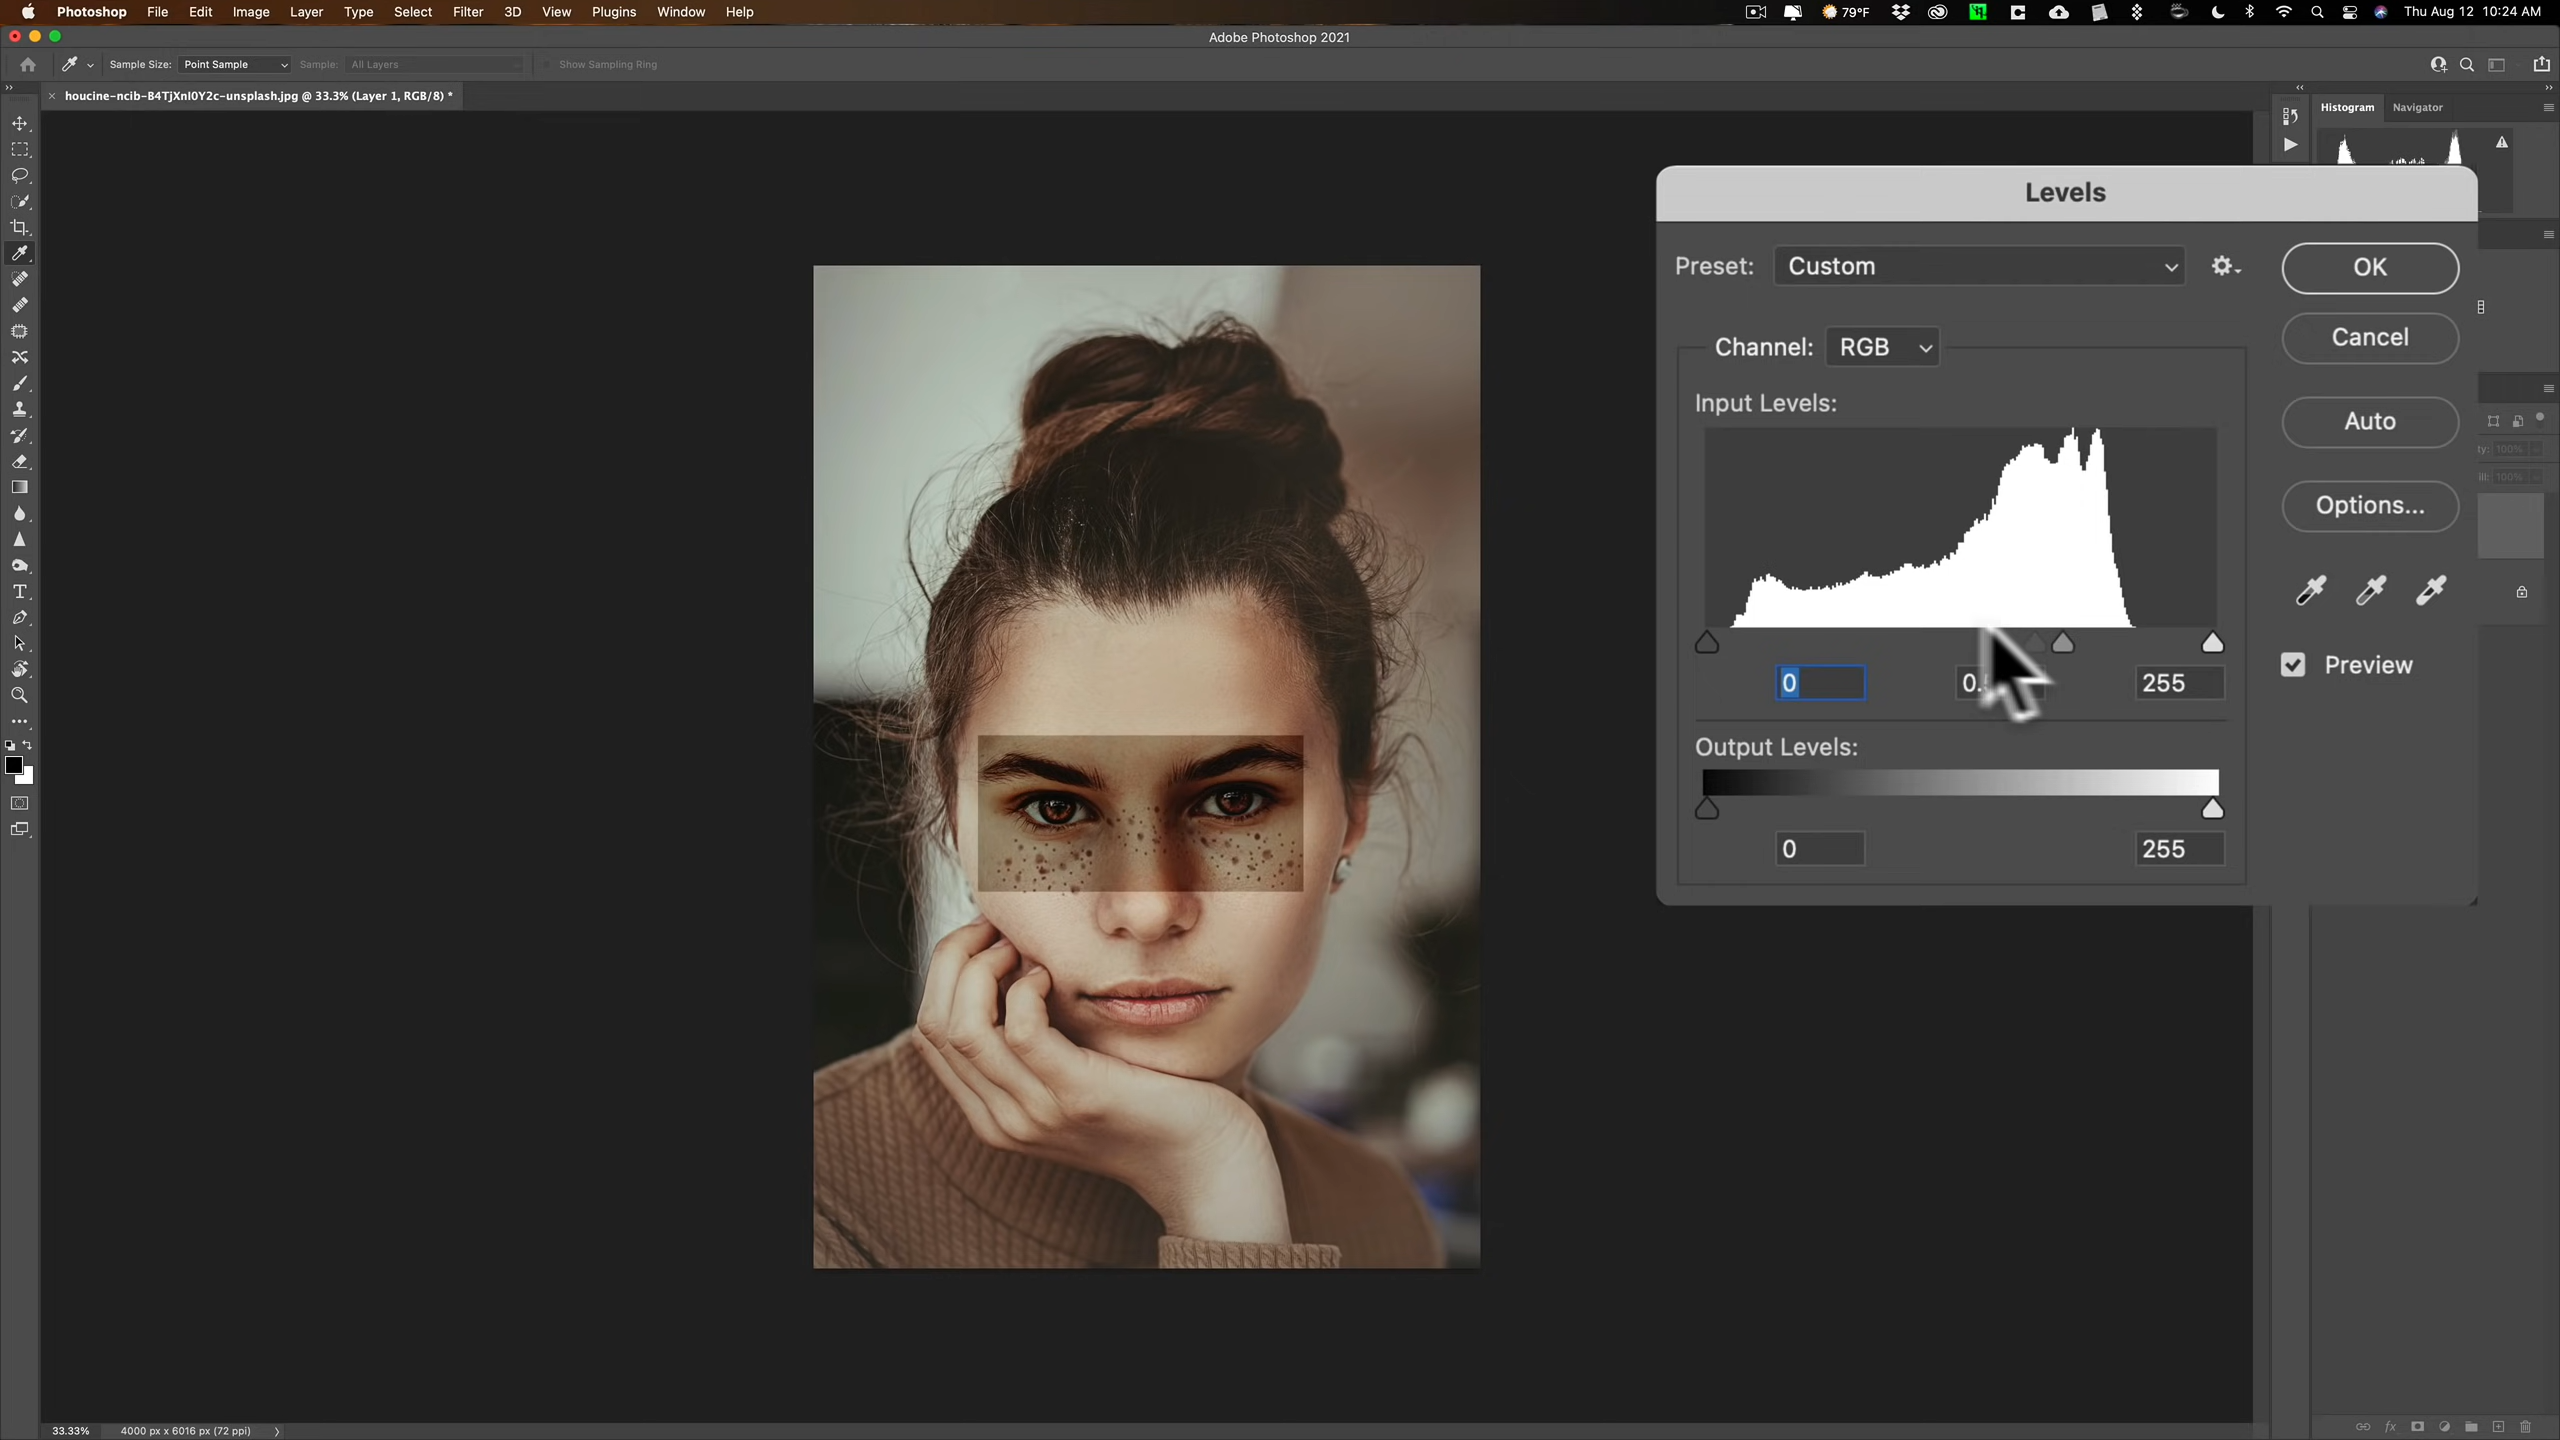 Photoshop File Edit Image Layer Type Select Filter 3D View Plugins Window Help 79°F Thu Aug 12 10:24 AM
Adobe Photoshop 2021
Sample Size: Point Sample Sample: All Layers Show Sampling Ring
houcine-ncib-B4TjXnI0Y2c-unsplash.jpg @ 33.3% (Layer 1, RGB/8) *
Histogram Navigator
Levels
Preset: Custom
OK
Channel: RGB
Cancel
Input Levels:
Auto
100%
100%
Options...
Preview
0 255
Output Levels:
0 255
33.33% 4000 px x 6016 px (72 ppi)
fx